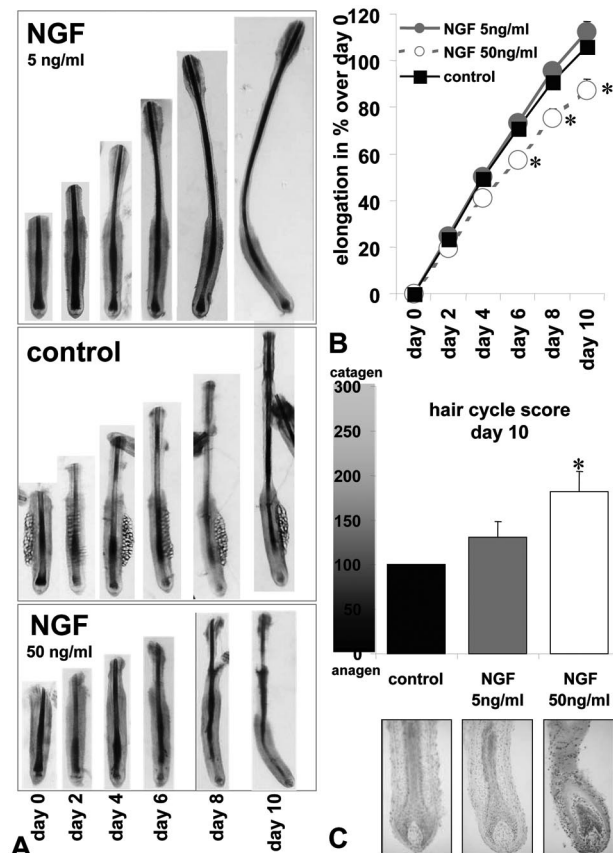 NGF
5 ng/ml
control
NGF
50 ng/ml
day 0
day 2
day 4
day 6
day 8
day 10
A
elongation in % over day 0
120
100
80
60
40
20
0
NGF 5ng/ml
NGF 50ng/ml
control
*
*
*
day 0
day 2
day 4
day 6
day 8
day 10
B
catagen
300
250
200
150
100
50
0
anagen
hair cycle score
day 10
*
control
NGF
5ng/ml
NGF
50ng/ml
C